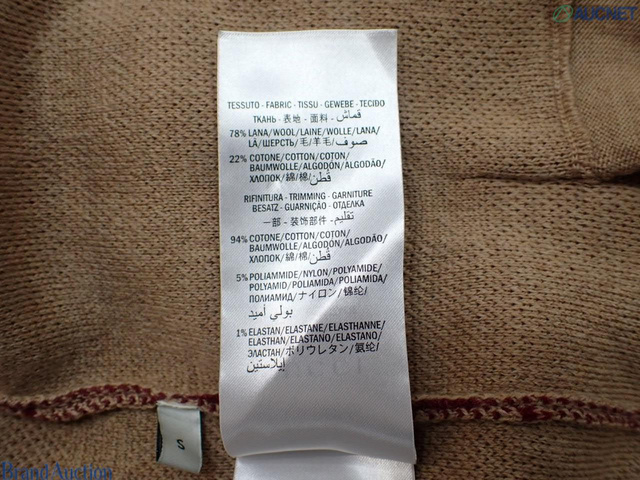 AUCNET
TESSUTO - FABRIC - TISSU - GEWEBE - TECIDO
ТКАНЬ - 表地 - 面料 - قماش
78% LANA/WOOL/LAINE/WOLLE/LANA/
LÃ/ШЕРСТЬ/毛/羊毛/صوف
22% COTONE/COTTON/COTON/
BAUMWOLLE/ALGODÓN/ALGODÃO/
ХЛОПОК/綿/棉/قُطن
RIFINITURA - TRIMMING - GARNITURE
BESATZ - GUARNIÇÃO - ОТДЕЛКА
一部 - 装饰部件 - تقليم
94% COTONE/COTTON/COTON/
BAUMWOLLE/ALGODÓN/ALGODÃO/
ХЛОПОК/綿/棉/قُطن
5% POLIAMMIDE/NYLON/POLYAMIDE/
POLYAMID/POLIAMIDA/POLIAMIDA/
ПОЛИАМИД/ナイロン/锦纶/
بولي أميد
1% ELASTAN/ELASTANE/ELASTHANNE/
ELASTHAN/ELASTANO/ELASTANO/
ЭЛАСТАН/ポリウレタン/氨纶/
إيلاستين
S
Brand Auction